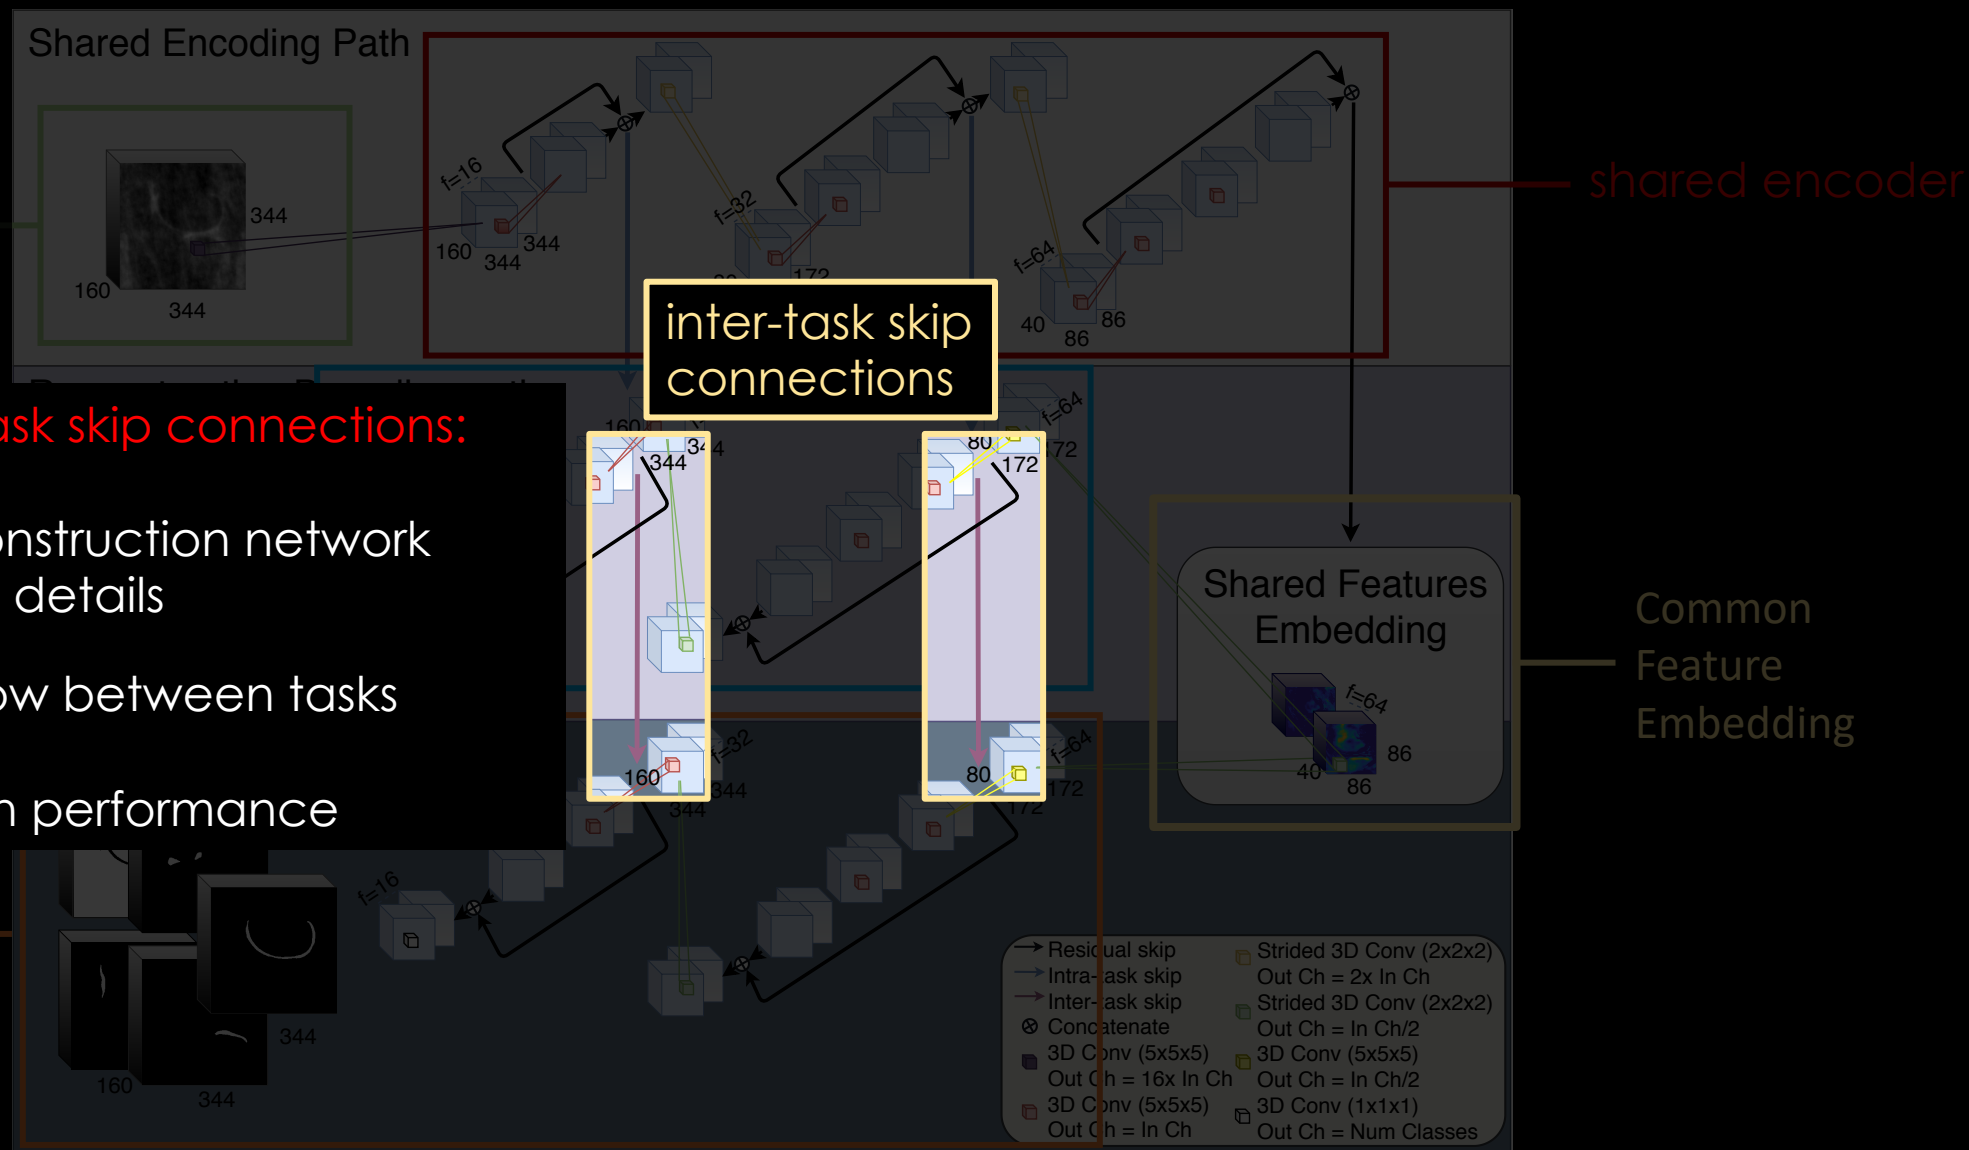 Shared Encoding Path
344
160
344
f=16
160
344
344
f=32
172
f=64
40
86
86
shared encoder
inter-task skip
connections
ask skip connections:
onstruction network
details
ow between tasks
n performance
160
344
344
80
172
172
f=64
Shared Features
Embedding
f=64
40
86
86
Common
Feature
Embedding
160
f=32
344
344
80
f=64
172
172
f=16
344
160
344
Residual skip
Intra-task skip
Inter-task skip
Concatenate
3D Conv (5x5x5)
Out Ch = 16x In Ch
3D Conv (5x5x5)
Out Ch = In Ch
Strided 3D Conv (2x2x2)
Out Ch = 2x In Ch
Strided 3D Conv (2x2x2)
Out Ch = In Ch/2
3D Conv (5x5x5)
Out Ch = In Ch/2
3D Conv (1x1x1)
Out Ch = Num Classes